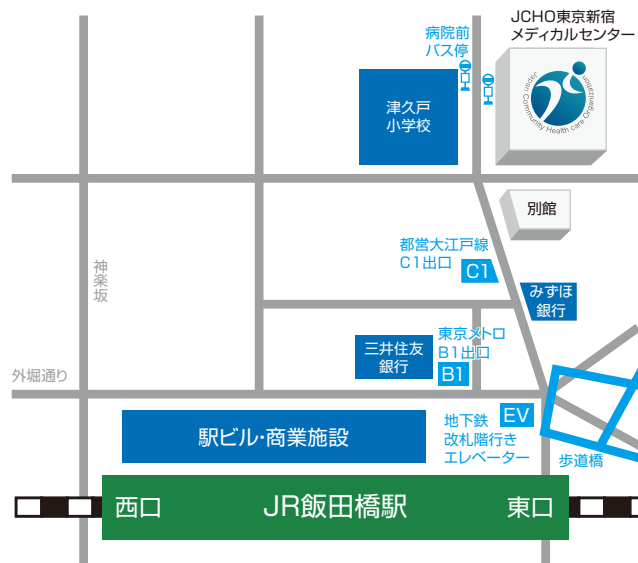 JCHO東京新宿
メディカルセンター
病院前
バス停
Japan Community Health care Organization
津久戸
小学校
別館
都営大江戸線
C1出口
C1
神楽坂
みずほ
銀行
東京メトロ
B1出口
B1
三井住友
銀行
外堀通り
EV
地下鉄
改札階行き
エレベーター
駅ビル・商業施設
歩道橋
西口
JR飯田橋駅
東口